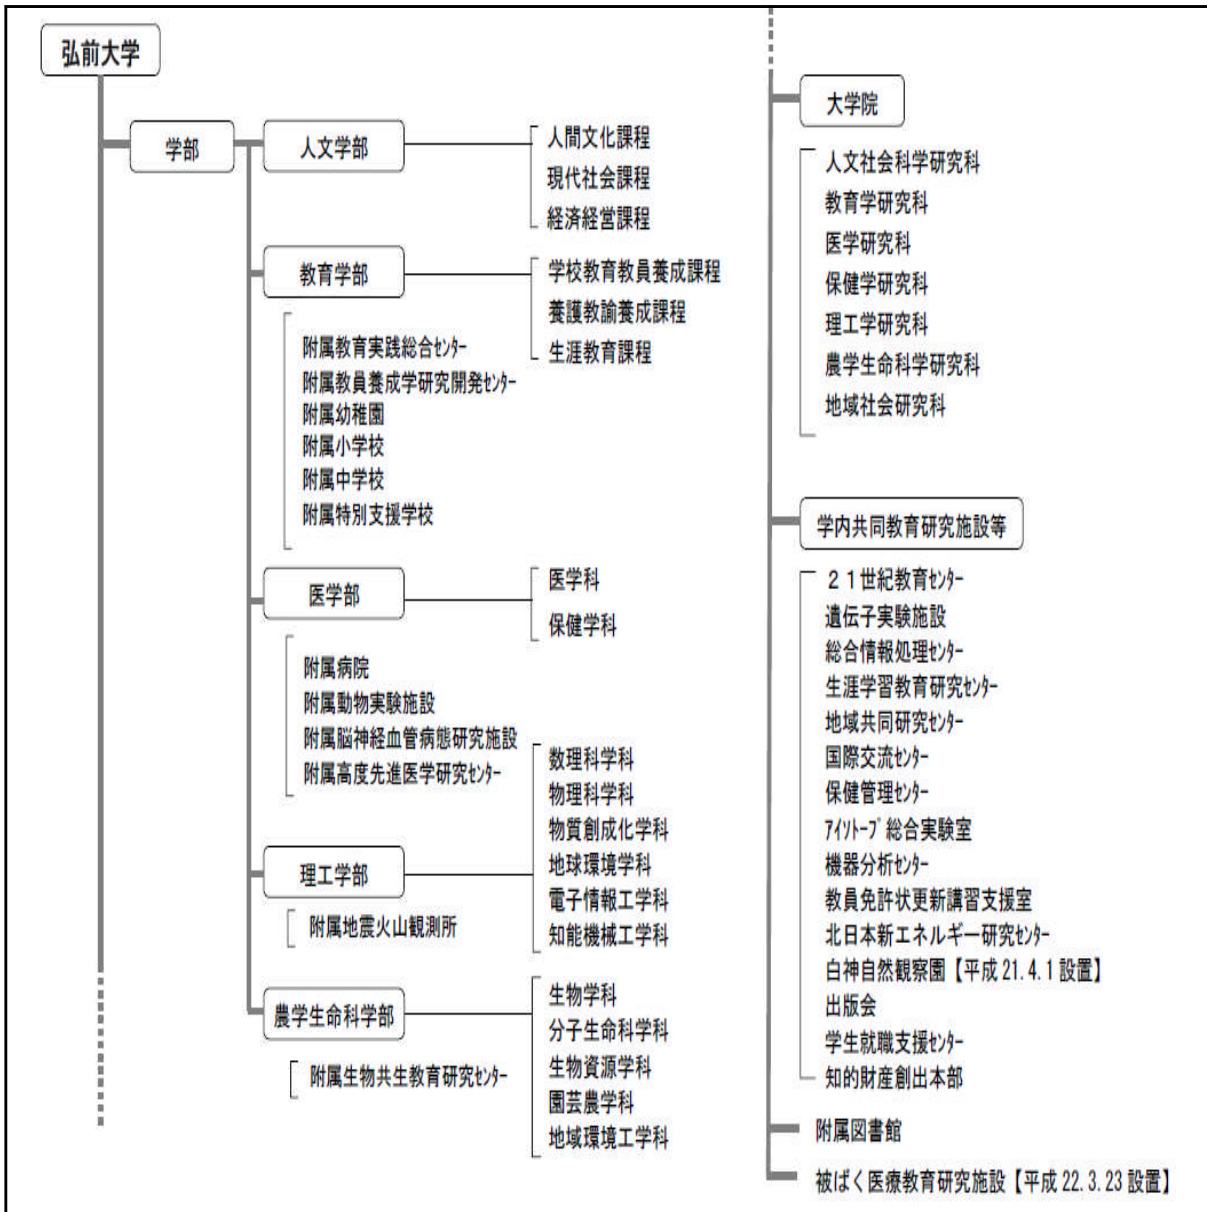 弘前大学
学部
人文学部
人間文化課程
現代社会課程
経済経営課程
教育学部
学校教育教員養成課程
養護教諭養成課程
生涯教育課程
附属教育実践総合ｾﾝﾀｰ
附属教員養成学研究開発ｾﾝﾀｰ
附属幼稚園
附属小学校
附属中学校
附属特別支援学校
医学部
医学科
保健学科
附属病院
附属動物実験施設
附属脳神経血管病態研究施設
附属高度先進医学研究ｾﾝﾀｰ
理工学部
数理科学科
物理科学科
物質創成化学科
地球環境学科
電子情報工学科
知能機械工学科
附属地震火山観測所
農学生命科学部
生物学科
分子生命科学科
生物資源学科
園芸農学科
地域環境工学科
附属生物共生教育研究ｾﾝﾀｰ
大学院
人文社会科学研究科
教育学研究科
医学研究科
保健学研究科
理工学研究科
農学生命科学研究科
地域社会研究科
学内共同教育研究施設等
２１世紀教育ｾﾝﾀｰ
遺伝子実験施設
総合情報処理ｾﾝﾀｰ
生涯学習教育研究ｾﾝﾀｰ
地域共同研究ｾﾝﾀｰ
国際交流ｾﾝﾀｰ
保健管理ｾﾝﾀｰ
ｱｲｿﾄｰﾌﾟ総合実験室
機器分析ｾﾝﾀｰ
教員免許状更新講習支援室
北日本新エネルギー研究ｾﾝﾀｰ
白神自然観察園【平成 21.4.1 設置】
出版会
学生就職支援ｾﾝﾀｰ
知的財産創出本部
附属図書館
被ばく医療教育研究施設【平成 22.3.23 設置】